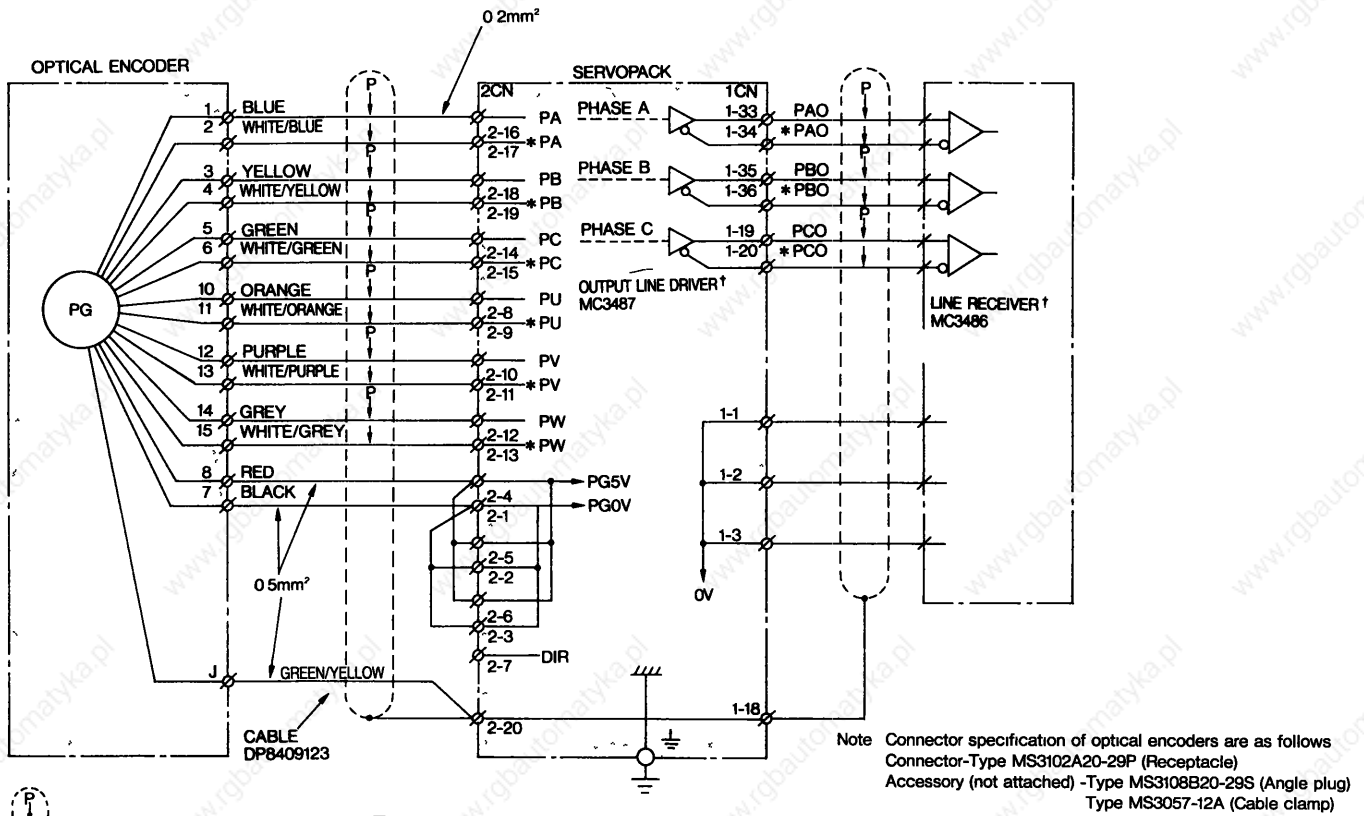 0 2mm²
OPTICAL ENCODER
SERVOPACK
P
2CN
1CN
P
1 BLUE
PA
PHASE A
1-33
PAO
2 WHITE/BLUE
2-16
*PA
1-34
*PAO
2-17
P
P
3 YELLOW
PB
PHASE B
1-35
PBO
4 WHITE/YELLOW
2-18
*PB
1-36
*PBO
2-19
P
P
5 GREEN
PC
PHASE C
1-19
PCO
6 WHITE/GREEN
2-14
*PC
1-20
*PCO
2-15
P
10 ORANGE
PU
OUTPUT LINE DRIVER†
MC3487
LINE RECEIVER†
MC3486
PG
11 WHITE/ORANGE
2-8
*PU
2-9
P
12 PURPLE
PV
13 WHITE/PURPLE
2-10
*PV
2-11
P
14 GREY
PW
1-1
15 WHITE/GREY
2-12
*PW
2-13
8 RED
PG5V
1-2
7 BLACK
2-4
PG0V
2-1
1-3
2-5
2-2
0 5mm²
0V
2-6
2-3
2-7
DIR
J GREEN/YELLOW
1-18
2-20
CABLE
DP8409123
Note Connector specification of optical encoders are as follows
Connector-Type MS3102A20-29P (Receptacle)
Accessory (not attached) -Type MS3108B20-29S (Angle plug)
Type MS3057-12A (Cable clamp)
P
www.rgbautomatyka.pl